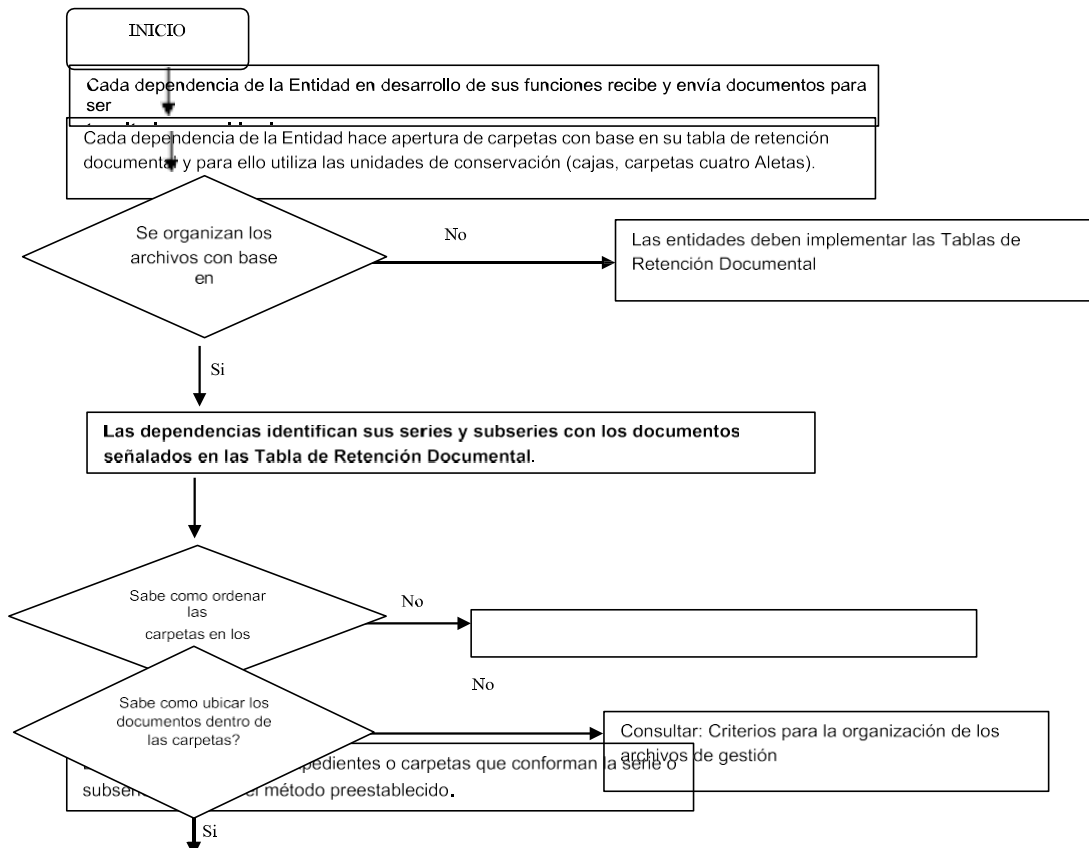 INICIO
Cada dependencia de la Entidad en desarrollo de sus funciones recibe y envía documentos para
ser
Cada dependencia de la Entidad hace apertura de carpetas con base en su tabla de retención
documental y para ello utiliza las unidades de conservación (cajas, carpetas cuatro Aletas).
Se organizan los
archivos con base
en
No
Las entidades deben implementar las Tablas de
Retención Documental
Si
Las dependencias identifican sus series y subseries con los documentos
señalados en las Tabla de Retención Documental.
Sabe como ordenar
las
carpetas en los
No
No
Sabe como ubicar los
documentos dentro de
las carpetas?
Consultar: Criterios para la organización de los
archivos de gestión
o carpetas que conforman la serie o
método preestablecido.
Si